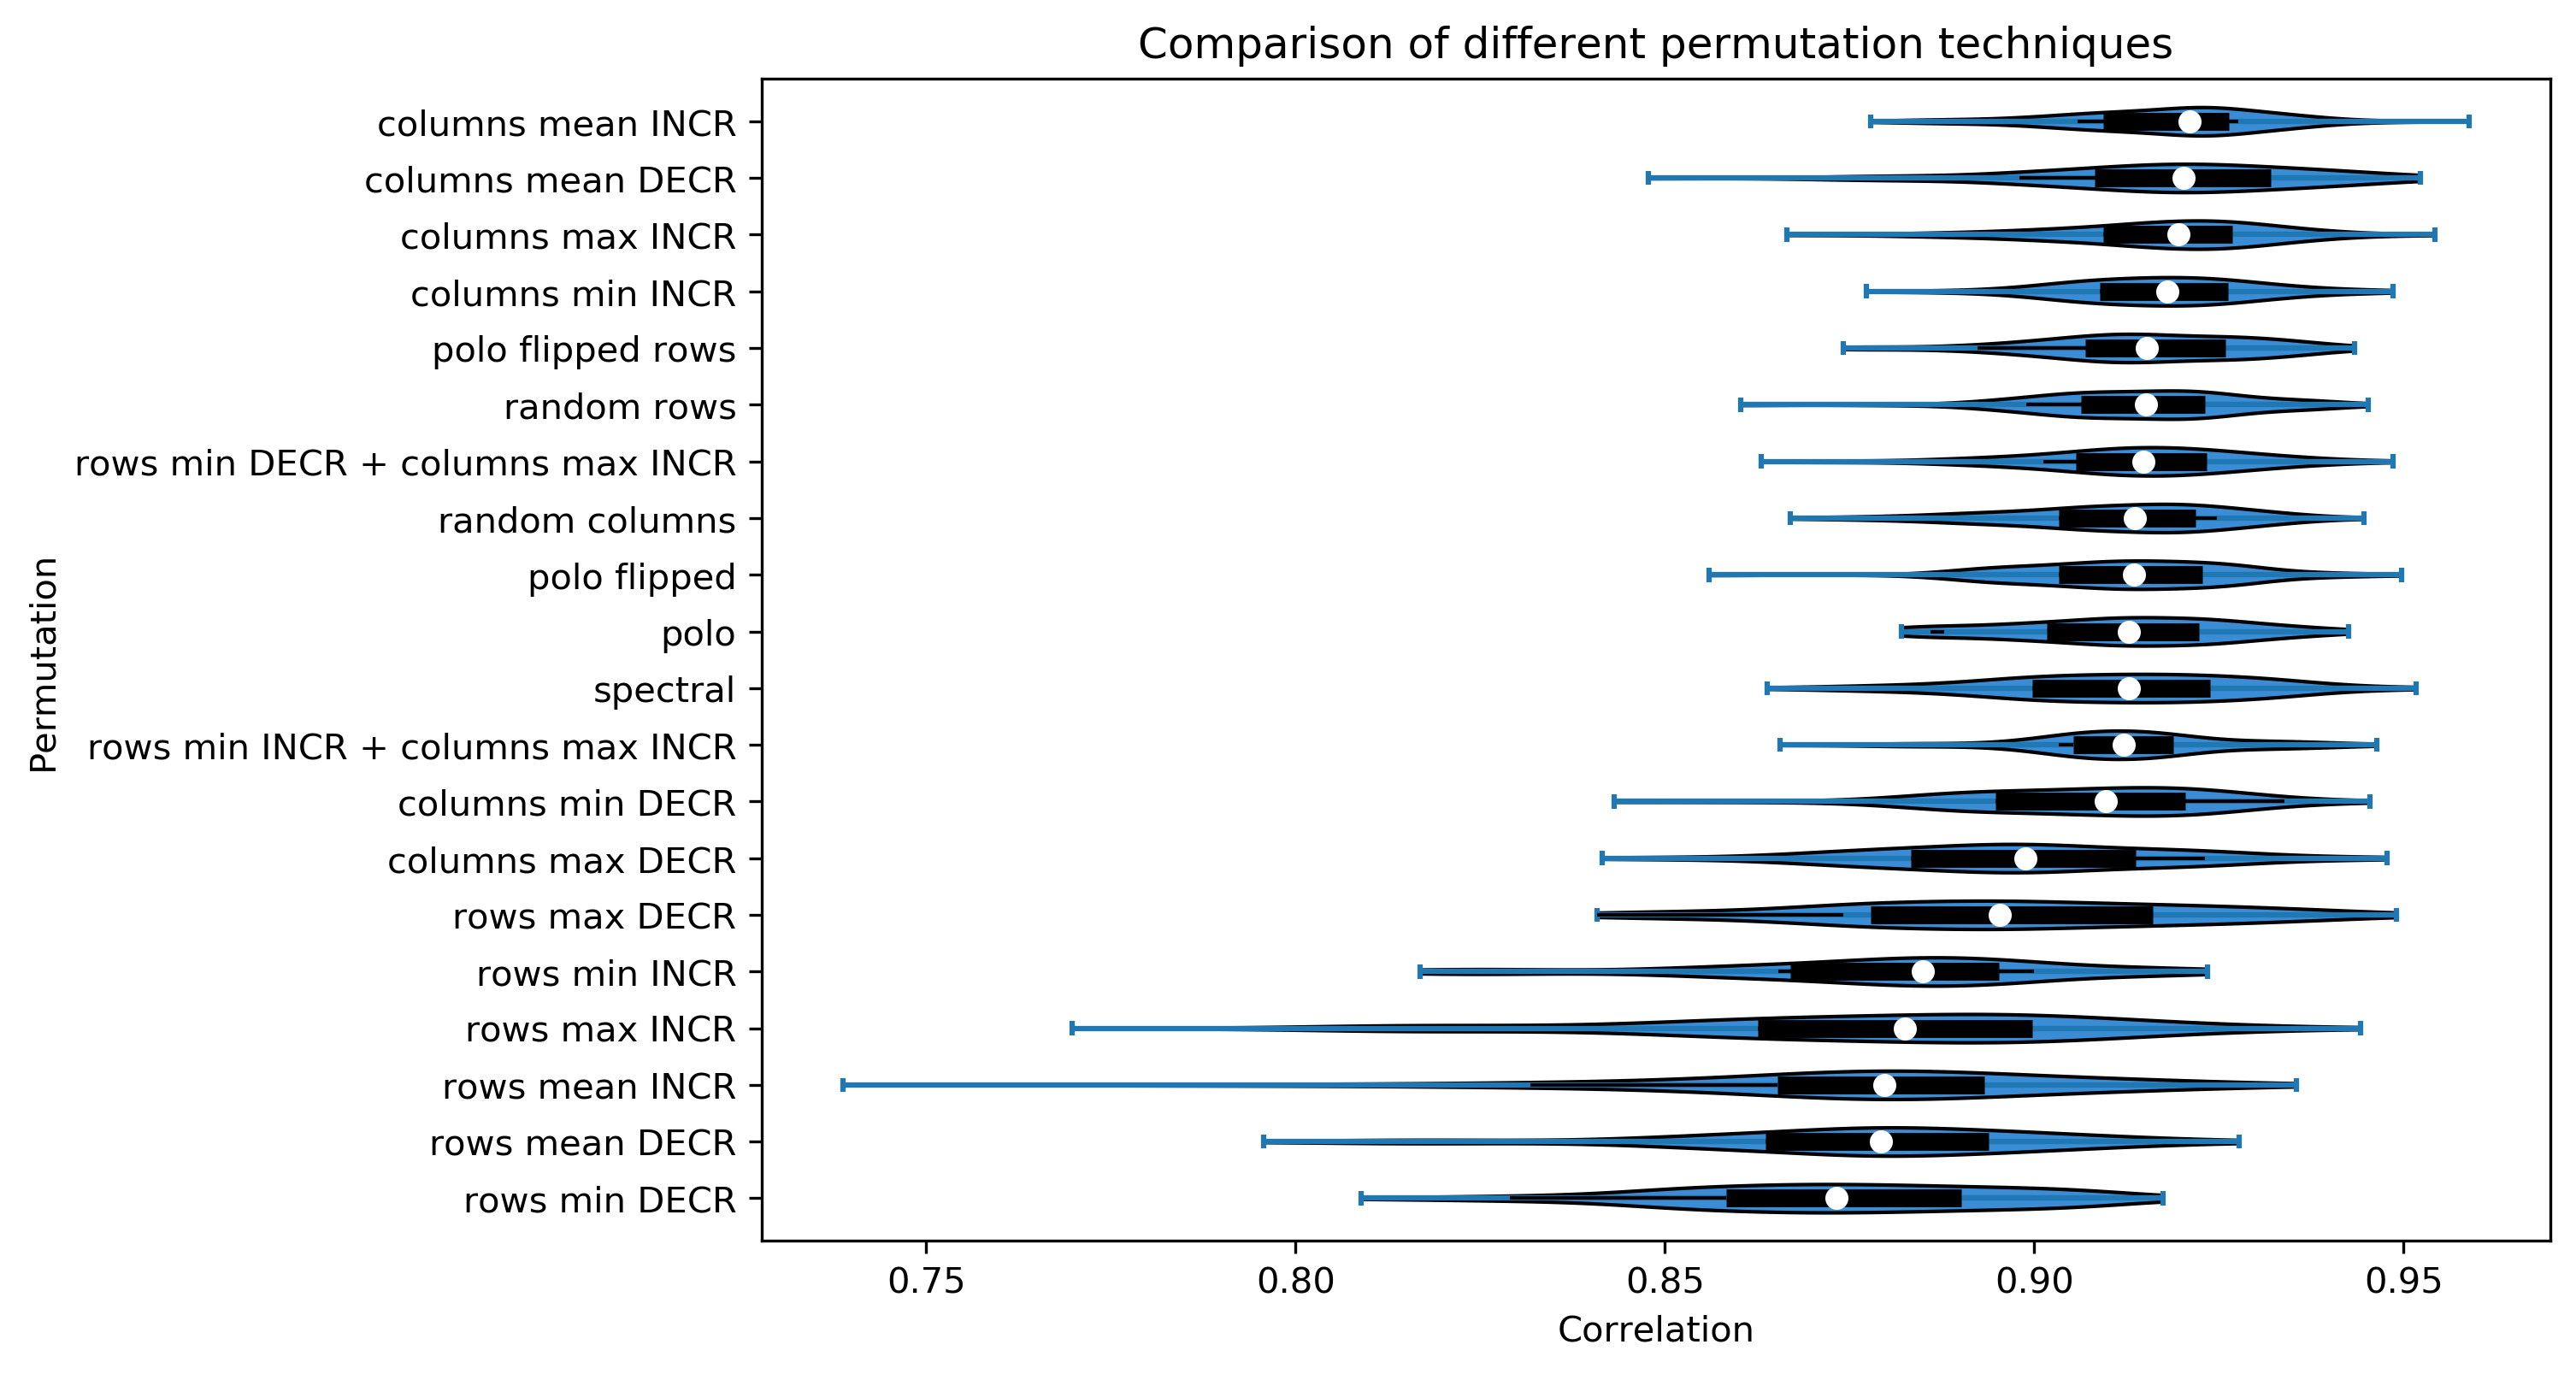 Comparison of different permutation techniques
Permutation
columns mean INCR
columns mean DECR
columns max INCR
columns min INCR
polo flipped rows
random rows
rows min DECR + columns max INCR
random columns
polo flipped
polo
spectral
rows min INCR + columns max INCR
columns min DECR
columns max DECR
rows max DECR
rows min INCR
rows max INCR
rows mean INCR
rows mean DECR
rows min DECR
0.75 0.80 0.85 0.90 0.95
Correlation